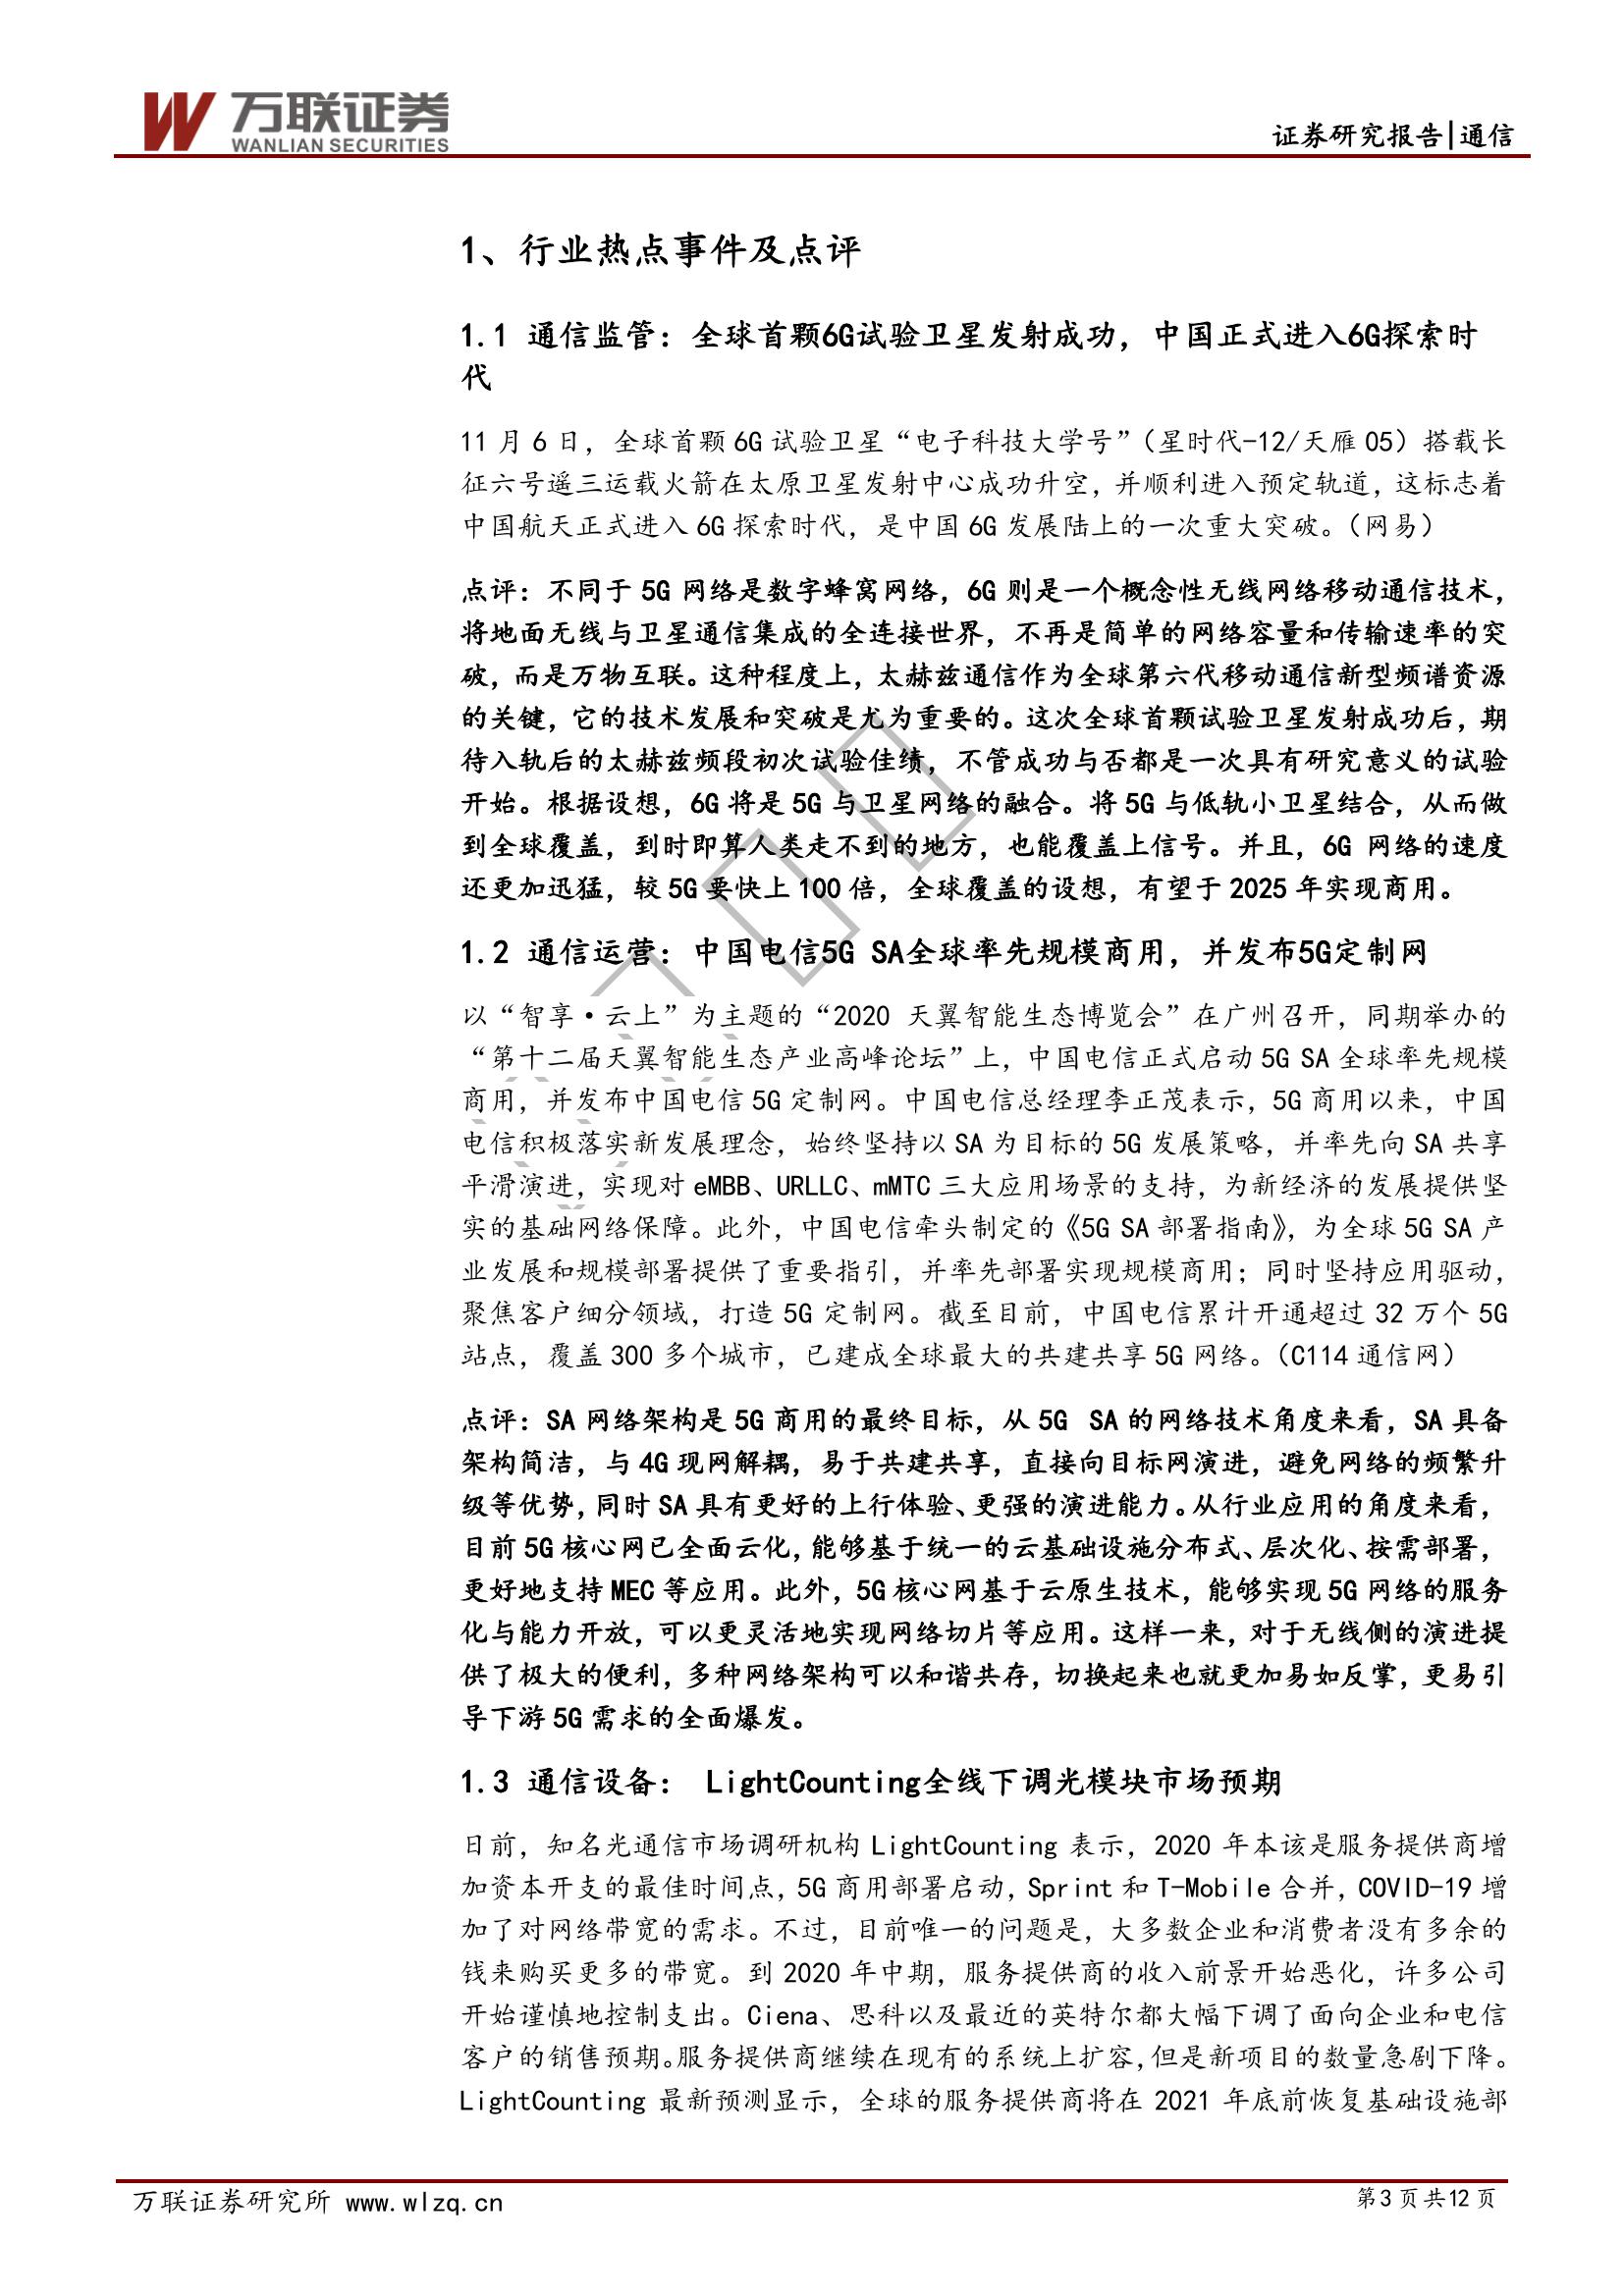 万联证券
WANLIAN SECURITIES
证券研究报告|通信
1、行业热点事件及点评
1.1 通信监管：全球首颗6G试验卫星发射成功，中国正式进入6G探索时
代
11 月 6 日，全球首颗 6G 试验卫星“电子科技大学号”（星时代-12/天雁 05）搭载长
征六号遥三运载火箭在太原卫星发射中心成功升空，并顺利进入预定轨道，这标志着
中国航天正式进入 6G 探索时代，是中国 6G 发展陆上的一次重大突破。（网易）
点评：不同于 5G 网络是数字蜂窝网络，6G 则是一个概念性无线网络移动通信技术，
将地面无线与卫星通信集成的全连接世界，不再是简单的网络容量和传输速率的突
破，而是万物互联。这种程度上，太赫兹通信作为全球第六代移动通信新型频谱资源
的关键，它的技术发展和突破是尤为重要的。这次全球首颗试验卫星发射成功后，期
待入轨后的太赫兹频段初次试验佳绩，不管成功与否都是一次具有研究意义的试验
开始。根据设想，6G 将是 5G 与卫星网络的融合。将 5G 与低轨小卫星结合，从而做
到全球覆盖，到时即算人类走不到的地方，也能覆盖上信号。并且，6G 网络的速度
还更加迅猛，较 5G 要快上 100 倍，全球覆盖的设想，有望于 2025 年实现商用。
1.2 通信运营：中国电信5G SA全球率先规模商用，并发布5G定制网
以“智享·云上”为主题的“2020 天翼智能生态博览会”在广州召开，同期举办的
“第十二届天翼智能生态产业高峰论坛”上，中国电信正式启动 5G SA 全球率先规模
商用，并发布中国电信 5G 定制网。中国电信总经理李正茂表示，5G 商用以来，中国
电信积极落实新发展理念，始终坚持以 SA 为目标的 5G 发展策略，并率先向 SA 共享
平滑演进，实现对 eMBB、URLLC、mMTC 三大应用场景的支持，为新经济的发展提供坚
实的基础网络保障。此外，中国电信牵头制定的《5G SA 部署指南》，为全球 5G SA 产
业发展和规模部署提供了重要指引，并率先部署实现规模商用；同时坚持应用驱动，
聚焦客户细分领域，打造 5G 定制网。截至目前，中国电信累计开通超过 32 万个 5G
站点，覆盖 300 多个城市，已建成全球最大的共建共享 5G 网络。（C114 通信网）
点评：SA 网络架构是 5G 商用的最终目标，从 5G SA 的网络技术角度来看，SA 具备
架构简洁，与 4G 现网解耦，易于共建共享，直接向目标网演进，避免网络的频繁升
级等优势，同时 SA 具有更好的上行体验、更强的演进能力。从行业应用的角度来看，
目前 5G 核心网已全面云化，能够基于统一的云基础设施分布式、层次化、按需部署，
更好地支持 MEC 等应用。此外，5G 核心网基于云原生技术，能够实现 5G 网络的服务
化与能力开放，可以更灵活地实现网络切片等应用。这样一来，对于无线侧的演进提
供了极大的便利，多种网络架构可以和谐共存，切换起来也就更加易如反掌，更易引
导下游 5G 需求的全面爆发。
1.3 通信设备： LightCounting全线下调光模块市场预期
日前，知名光通信市场调研机构 LightCounting 表示，2020 年本该是服务提供商增
加资本开支的最佳时间点，5G 商用部署启动，Sprint 和 T-Mobile 合并，COVID-19 增
加了对网络带宽的需求。不过，目前唯一的问题是，大多数企业和消费者没有多余的
钱来购买更多的带宽。到 2020 年中期，服务提供商的收入前景开始恶化，许多公司
开始谨慎地控制支出。Ciena、思科以及最近的英特尔都大幅下调了面向企业和电信
客户的销售预期。服务提供商继续在现有的系统上扩容，但是新项目的数量急剧下降。
LightCounting 最新预测显示，全球的服务提供商将在 2021 年底前恢复基础设施部
万联证券研究所 www.wlzq.cn
第 3 页 共 12 页